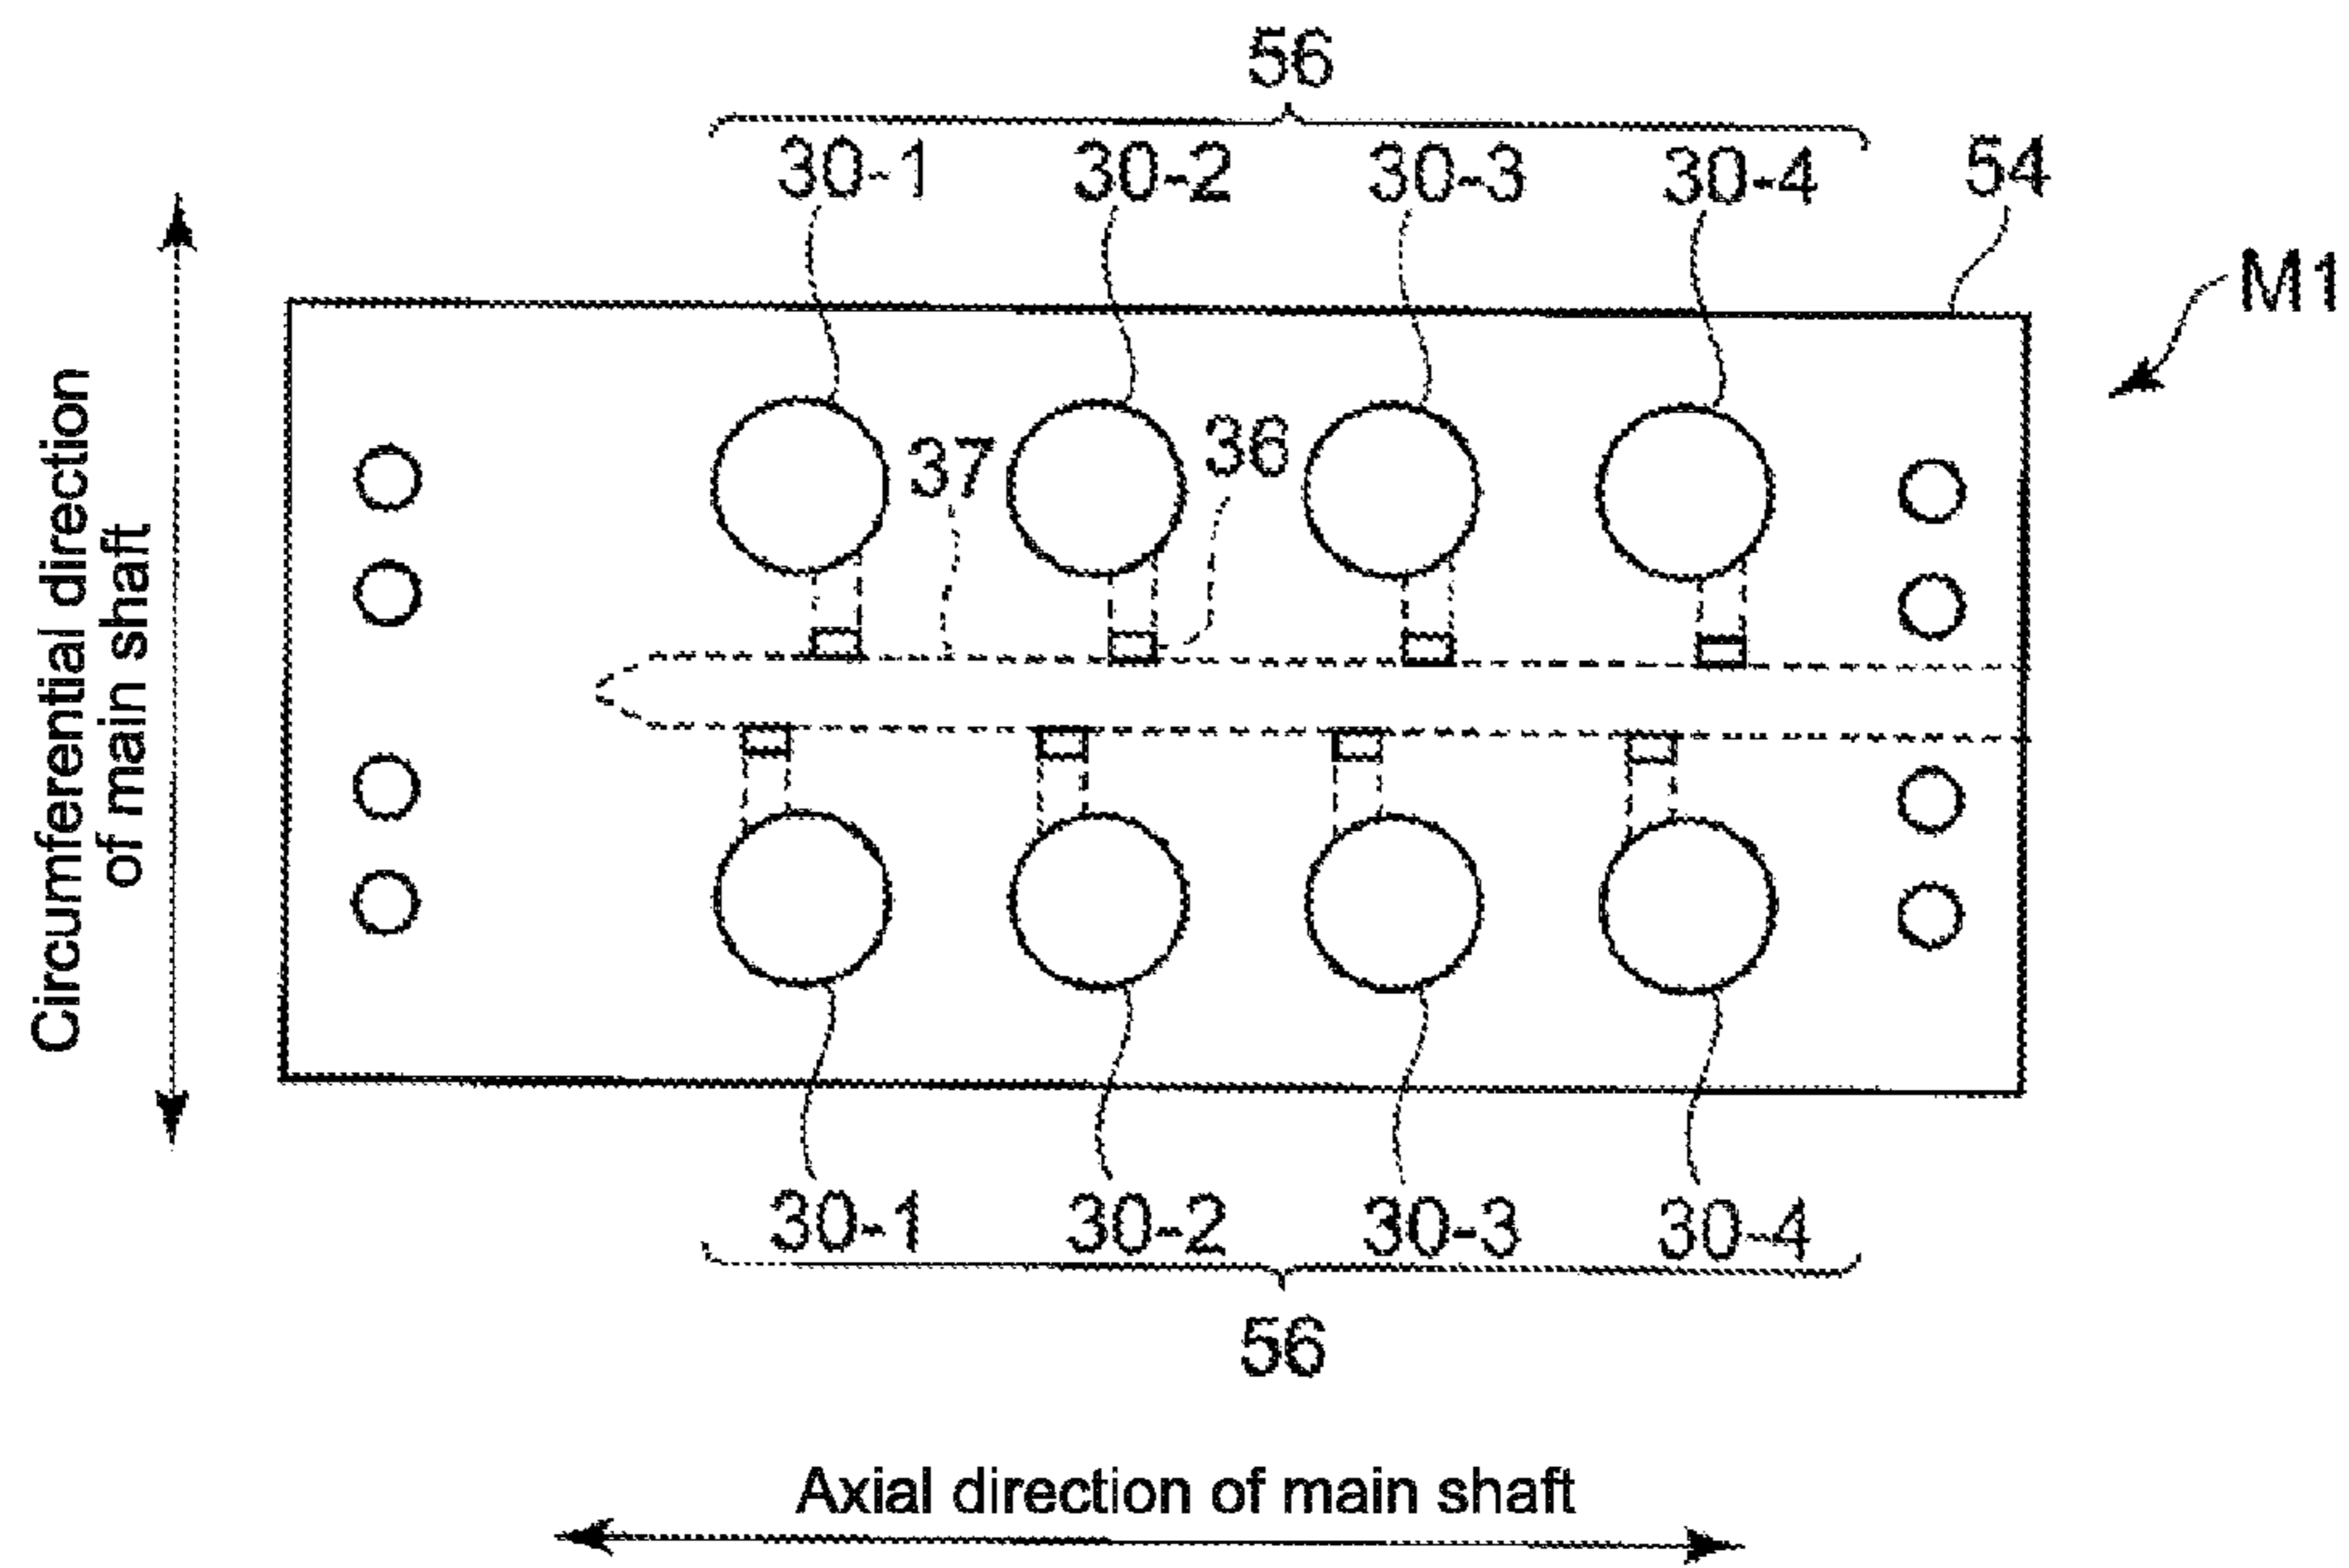 56
30-1 30-2 30-3 30-4 54
M1
37 36
Circumferential direction
of main shaft
30-1 30-2 30-3 30-4
56
Axial direction of main shaft